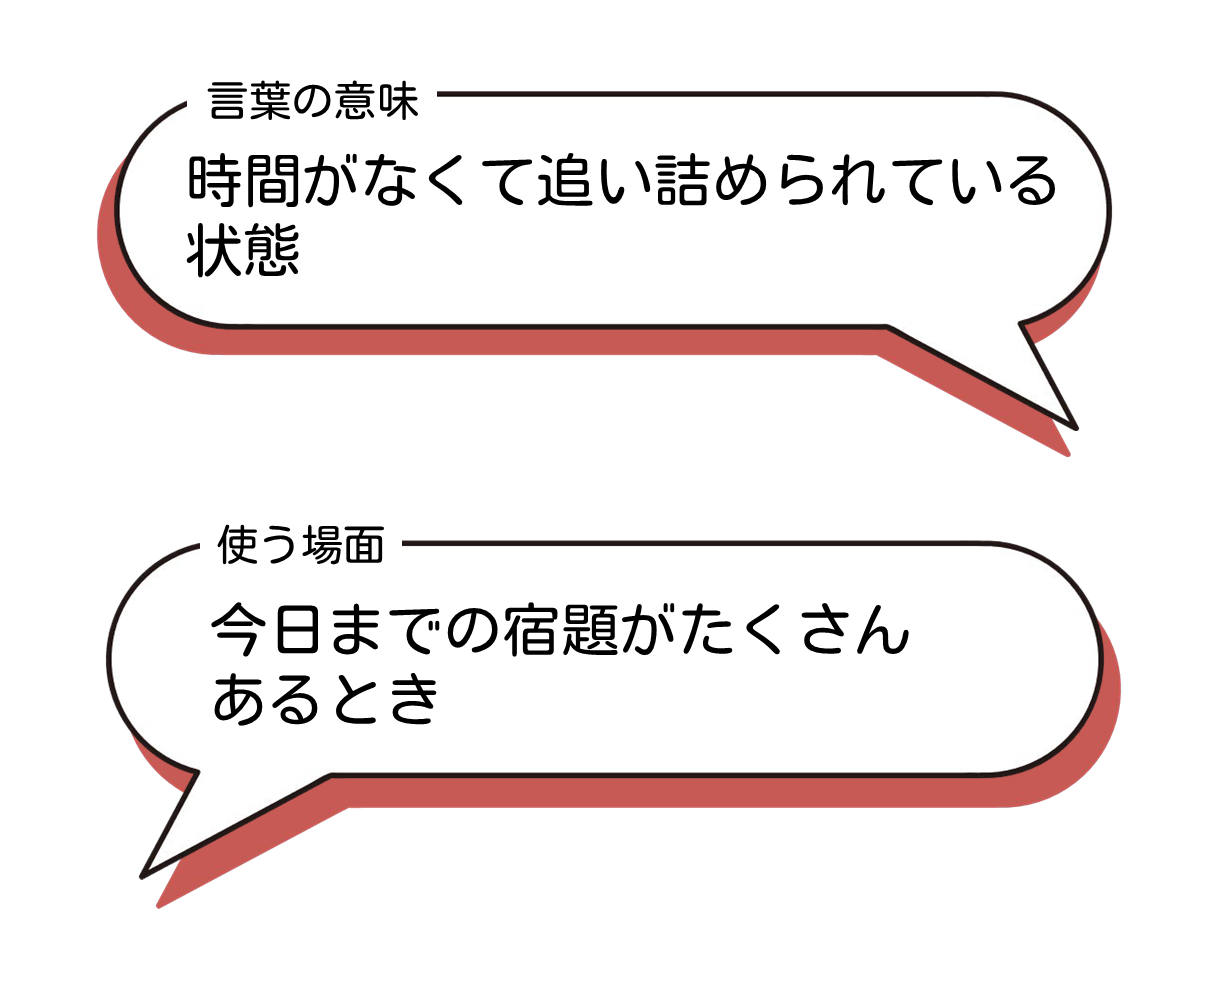 言葉の意味
時間がなくて追い詰められている
状態
使う場面
今日までの宿題がたくさん
あるとき